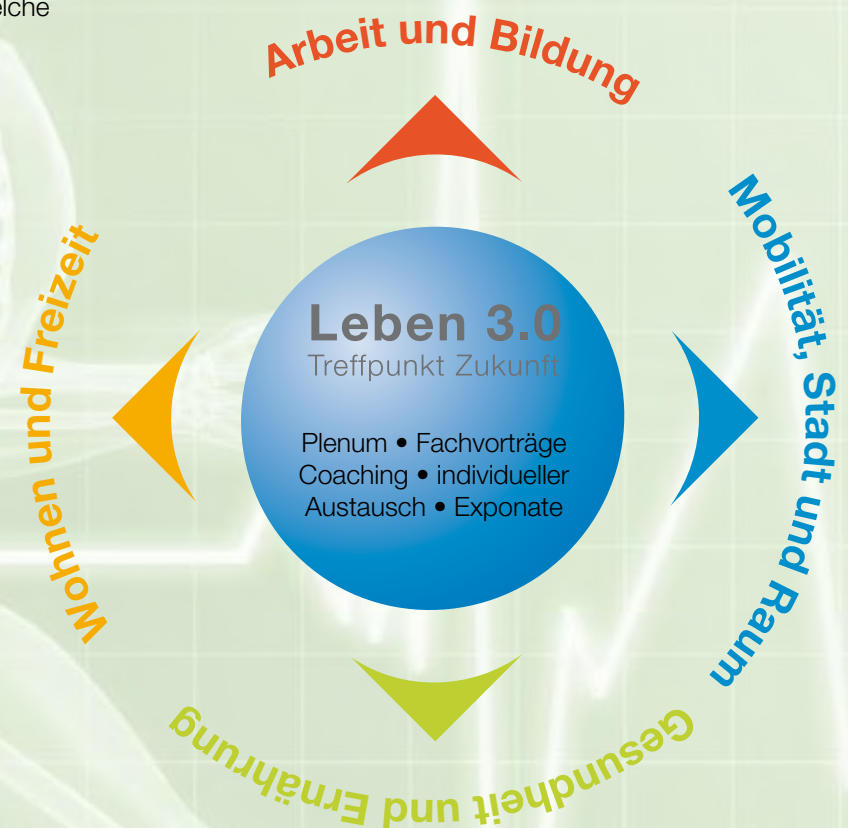 Arbeit und Bildung
Mobilität, Stadt und Raum
Gesundheit und Ernährung
Wohnen und Freizeit
Leben 3.0
Treffpunkt Zukunft
Plenum • Fachvorträge
Coaching • individueller
Austausch • Exponate